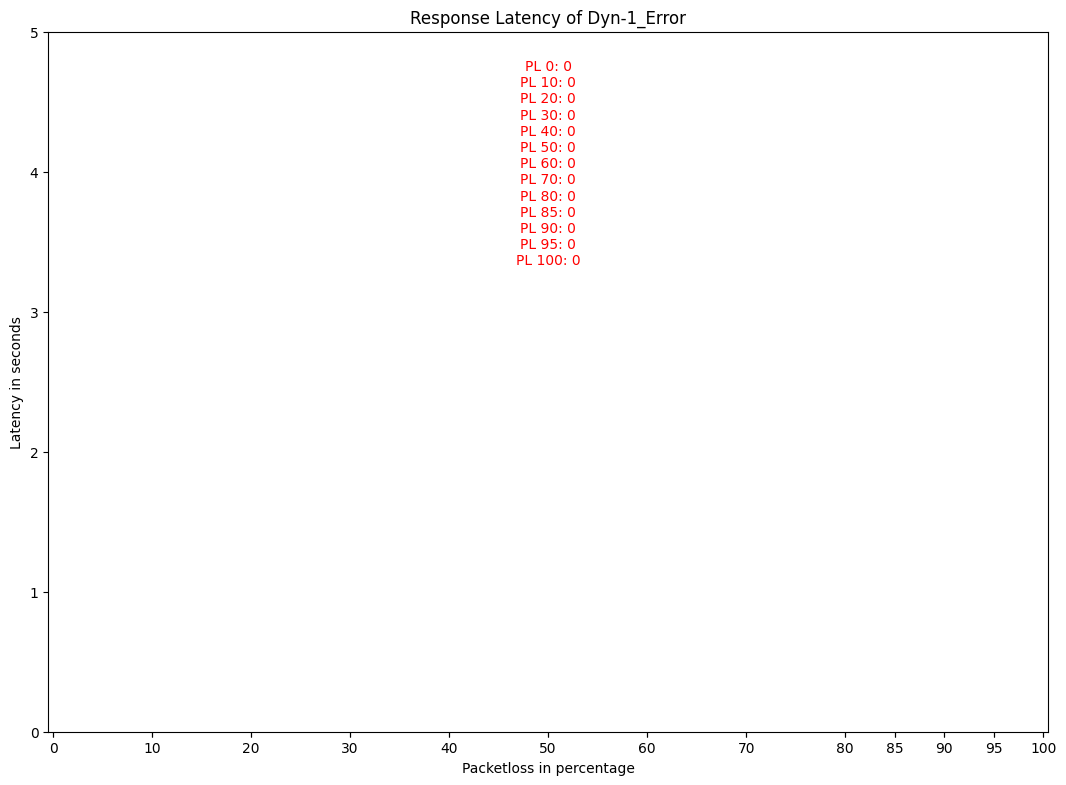 Response Latency of Dyn-1_Error
5
PL 0: 0
PL 10: 0
PL 20: 0
PL 30: 0
PL 40: 0
PL 50: 0
PL 60: 0
PL 70: 0
PL 80: 0
PL 85: 0
PL 90: 0
PL 95: 0
PL 100: 0
4
3
2
1
0
Latency in seconds
0 10 20 30 40 50 60 70 80 85 90 95 100
Packetloss in percentage